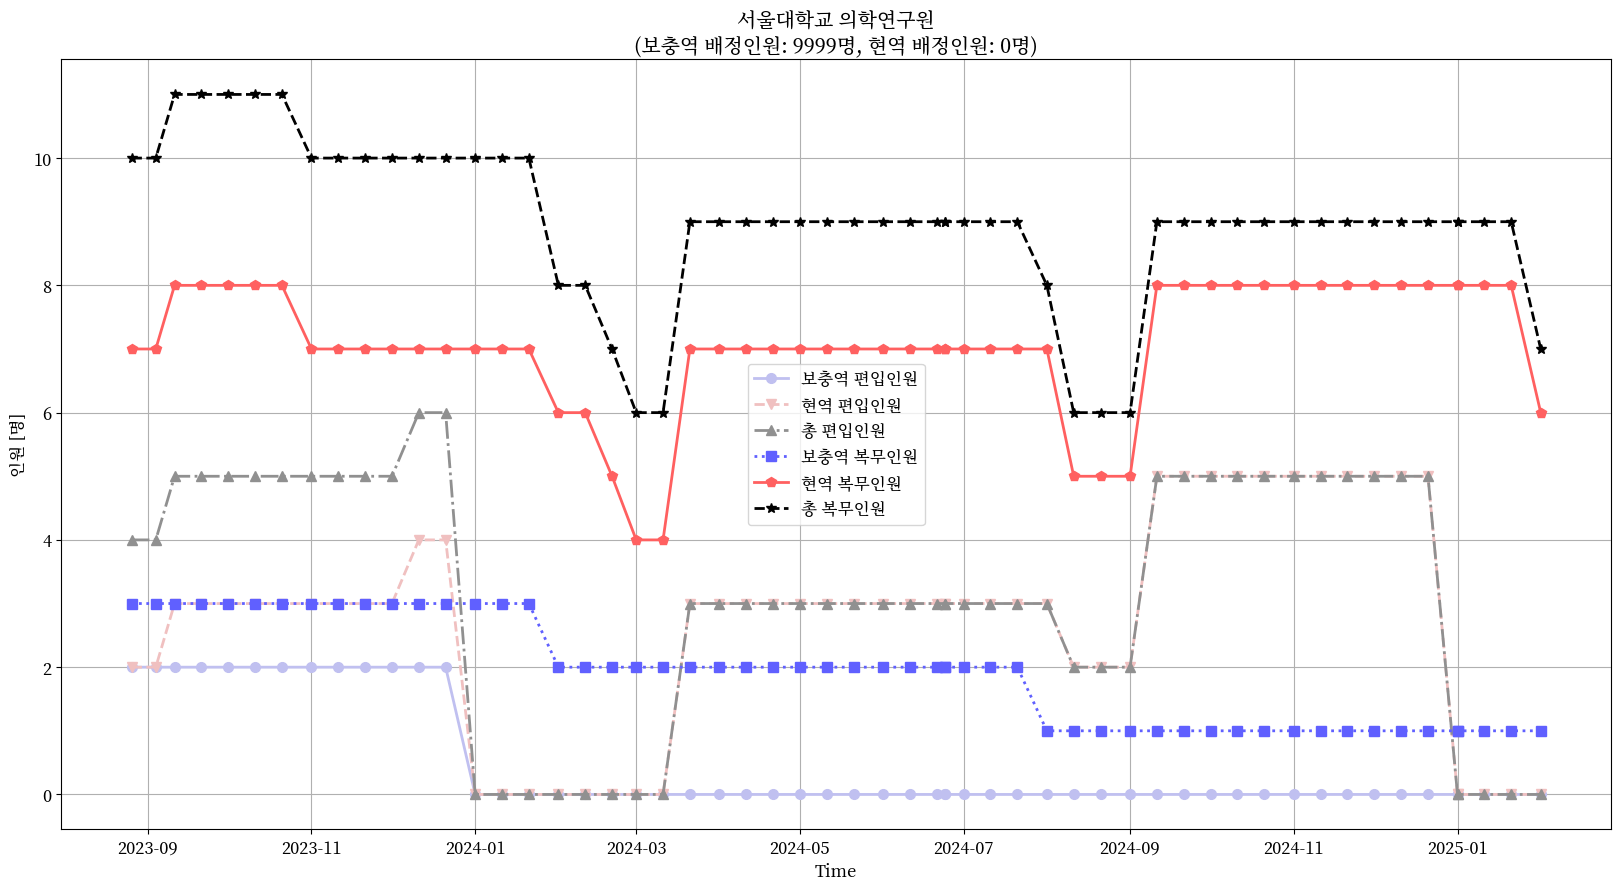 서울대학교 의학연구원
(보충역 배정인원: 9999명, 현역 배정인원: 0명)
인원 [명]
10
8
6
4
2
0
보충역 편입인원
현역 편입인원
총 편입인원
보충역 복무인원
현역 복무인원
총 복무인원
2023-09
2023-11
2024-01
2024-03
2024-05
2024-07
2024-09
2024-11
2025-01
Time